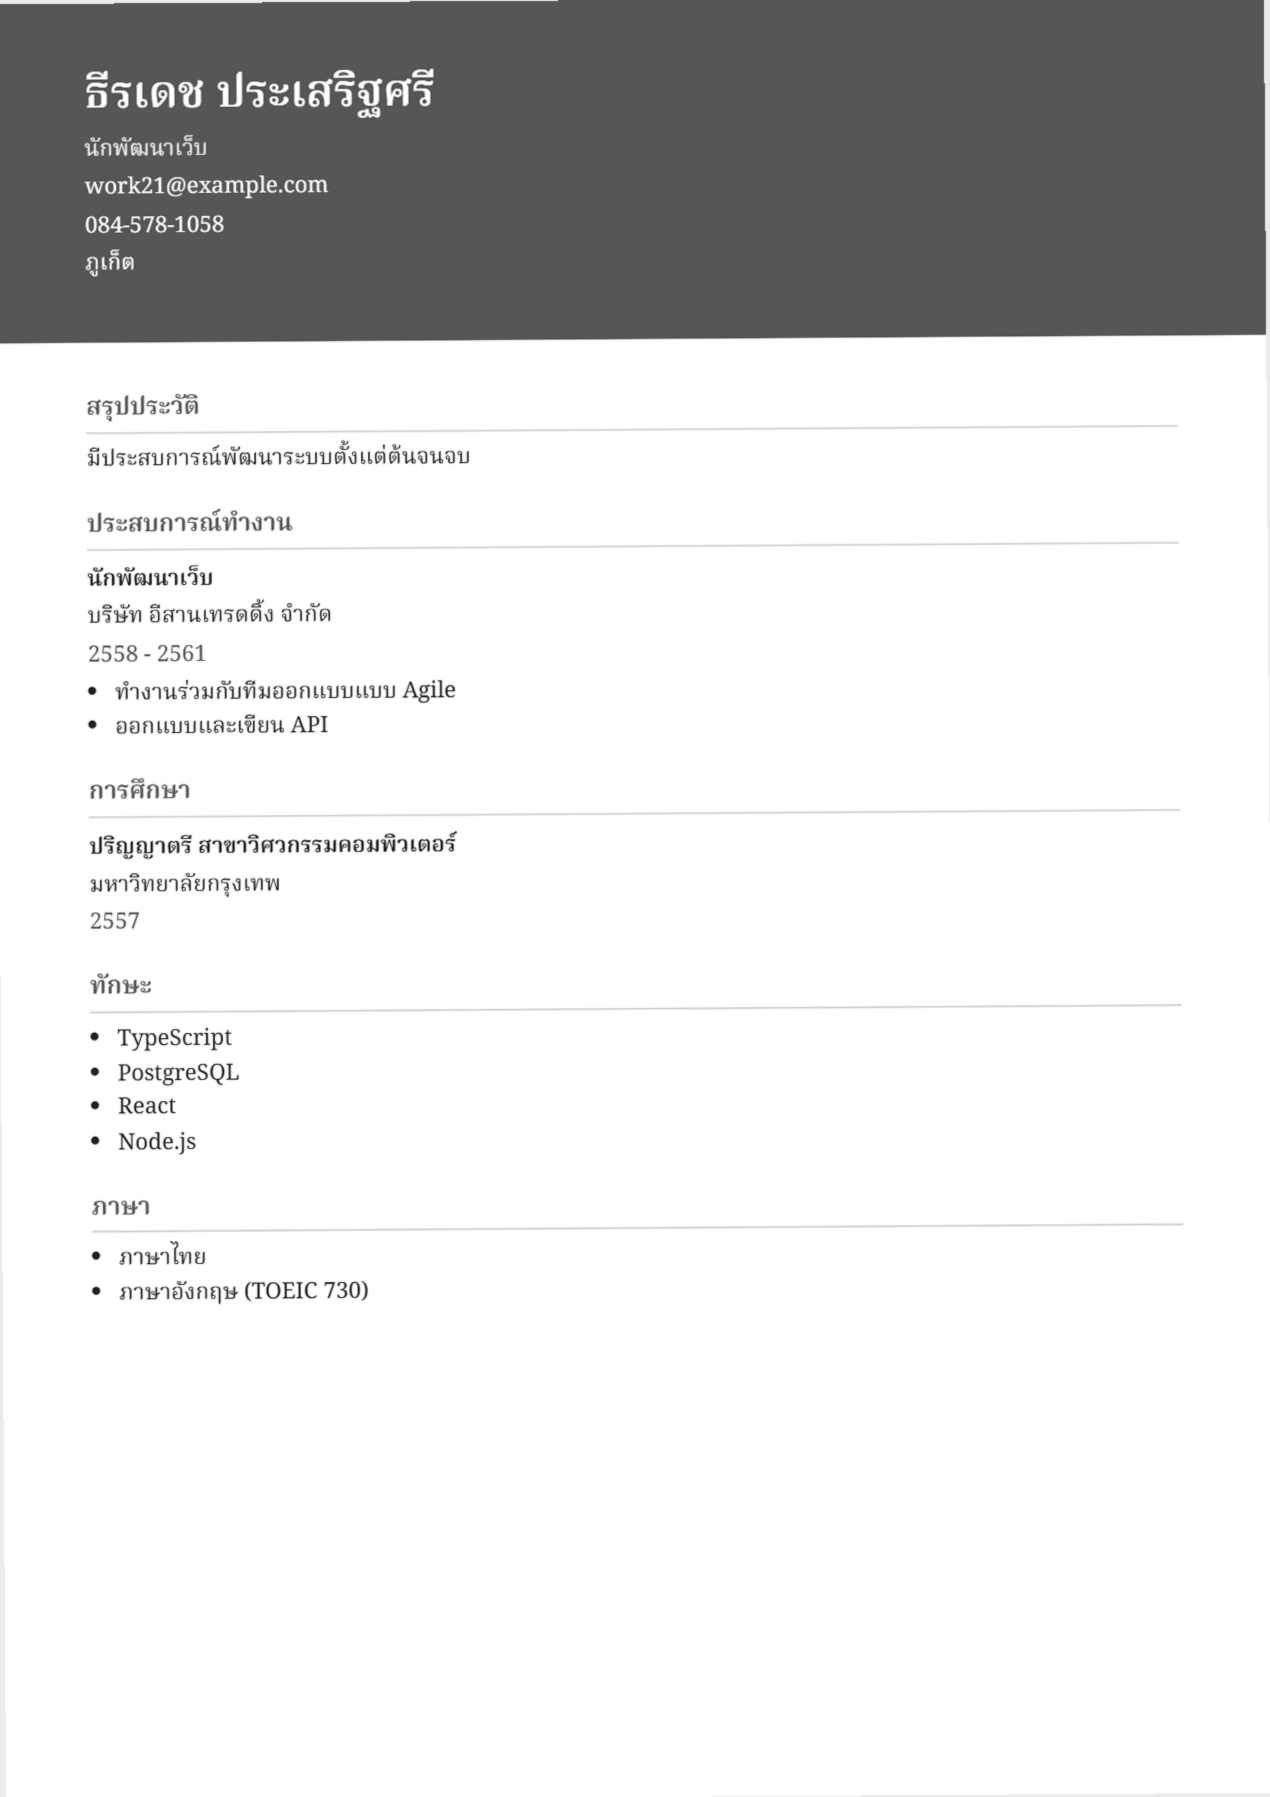 ธีรเดช ประเสริฐศรี
นักพัฒนาเว็บ
work21@example.com
084-578-1058
ภูเก็ต
สรุปประวัติ
มีประสบการณ์พัฒนาระบบตั้งแต่ต้นจนจบ
ประสบการณ์ทำงาน
นักพัฒนาเว็บ
บริษัท อีสานเทรดดิ้ง จำกัด
2558 - 2561
• ทำงานร่วมกับทีมออกแบบแบบ Agile
• ออกแบบและเขียน API
การศึกษา
ปริญญาตรี สาขาวิศวกรรมคอมพิวเตอร์
มหาวิทยาลัยกรุงเทพ
2557
ทักษะ
• TypeScript
• PostgreSQL
• React
• Node.js
ภาษา
• ภาษาไทย
• ภาษาอังกฤษ (TOEIC 730)